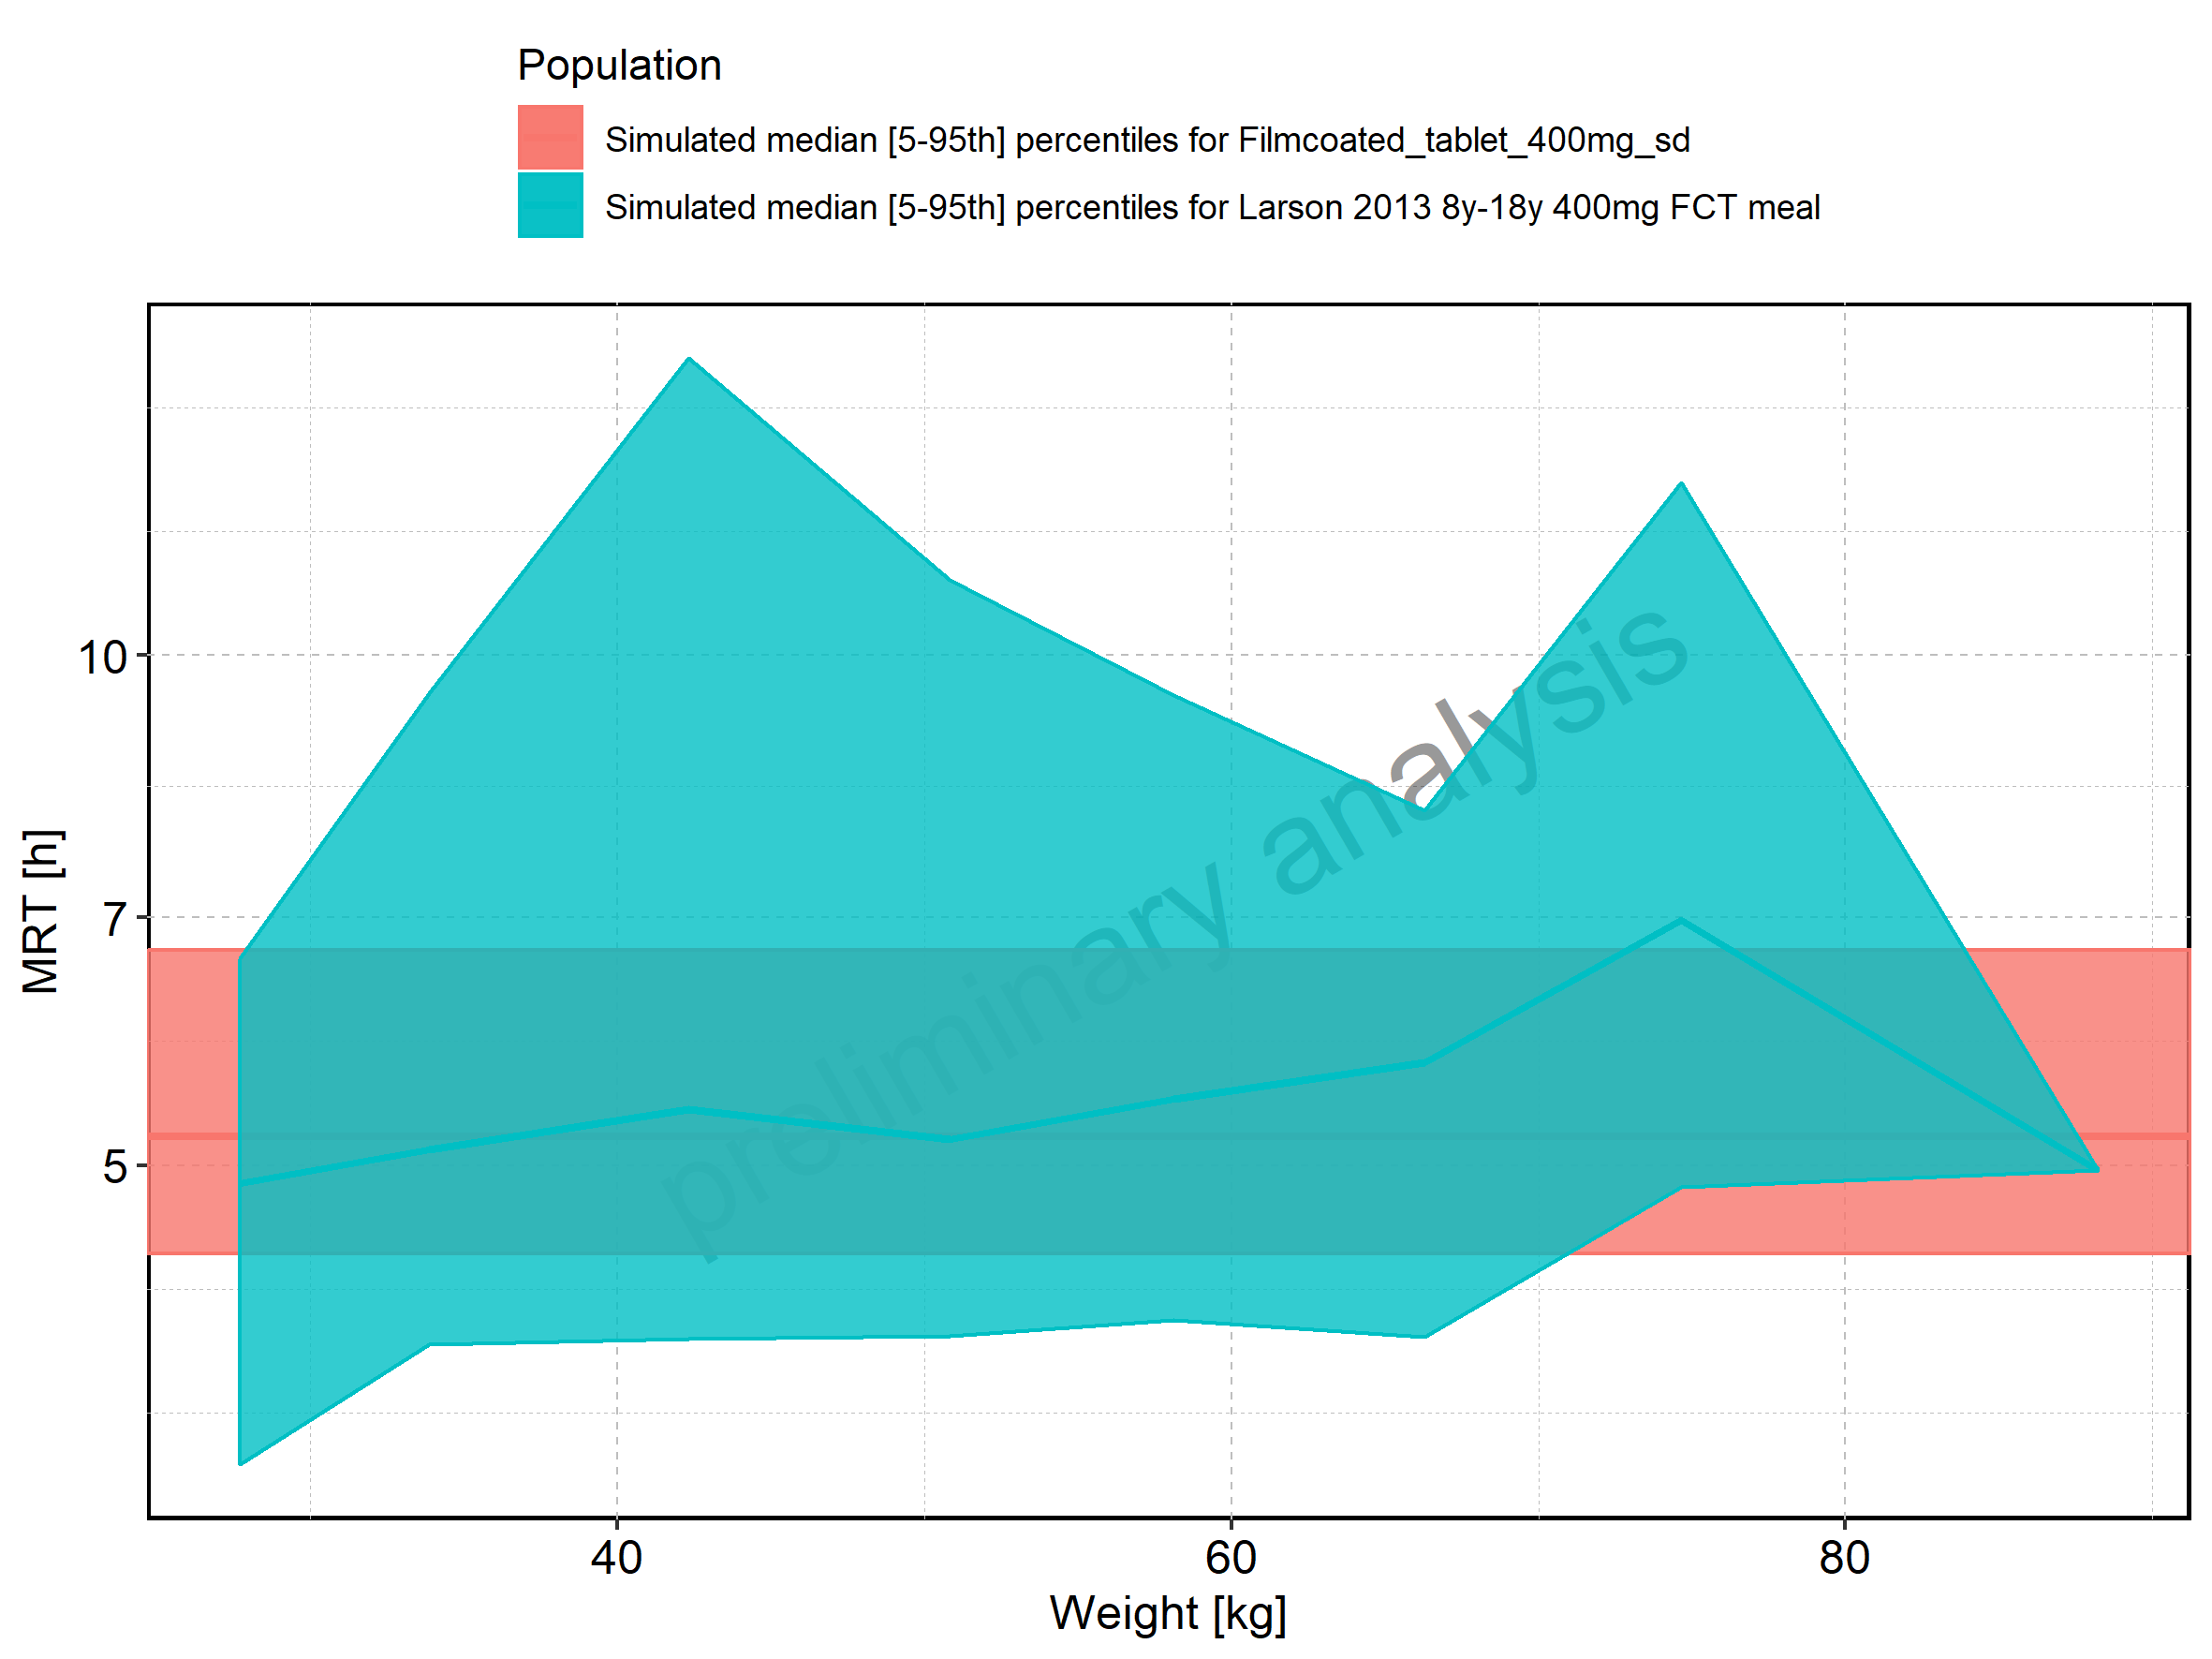 Population
Simulated median [5-95th] percentiles for Filmcoated_tablet_400mg_sd
Simulated median [5-95th] percentiles for Larson 2013 8y-18y 400mg FCT meal
10
7
5
MRT [h]
preliminary analysis
40
60
80
Weight [kg]